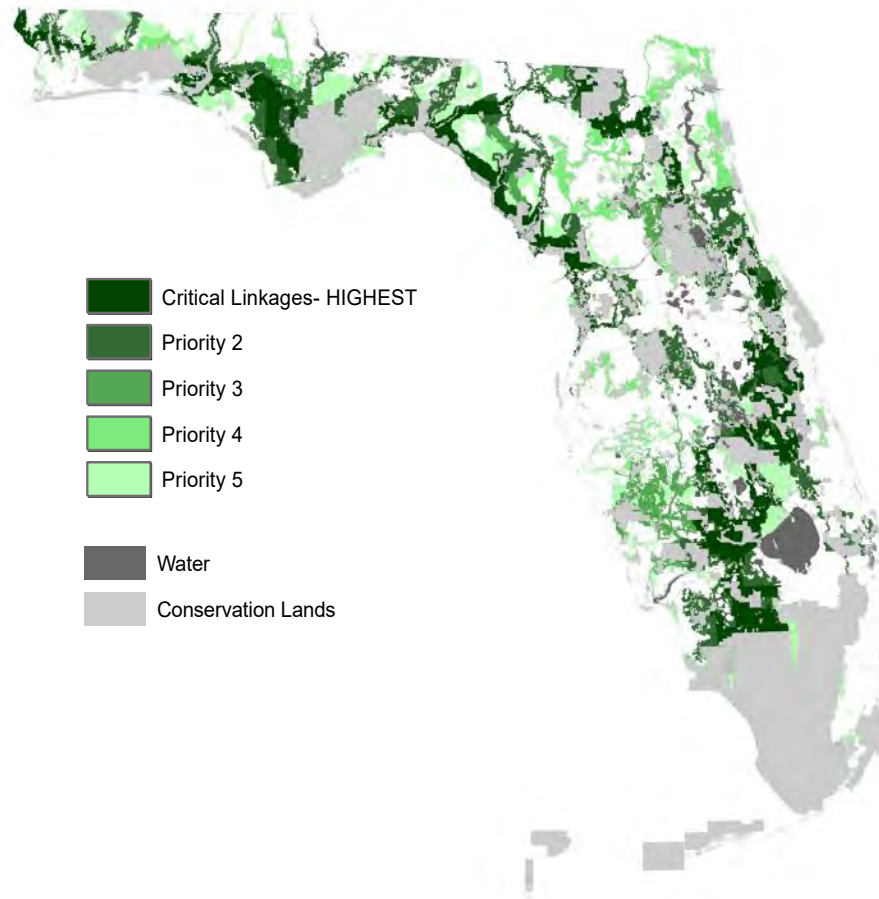 Critical Linkages- HIGHEST
Priority 2
Priority 3
Priority 4
Priority 5
Water
Conservation Lands